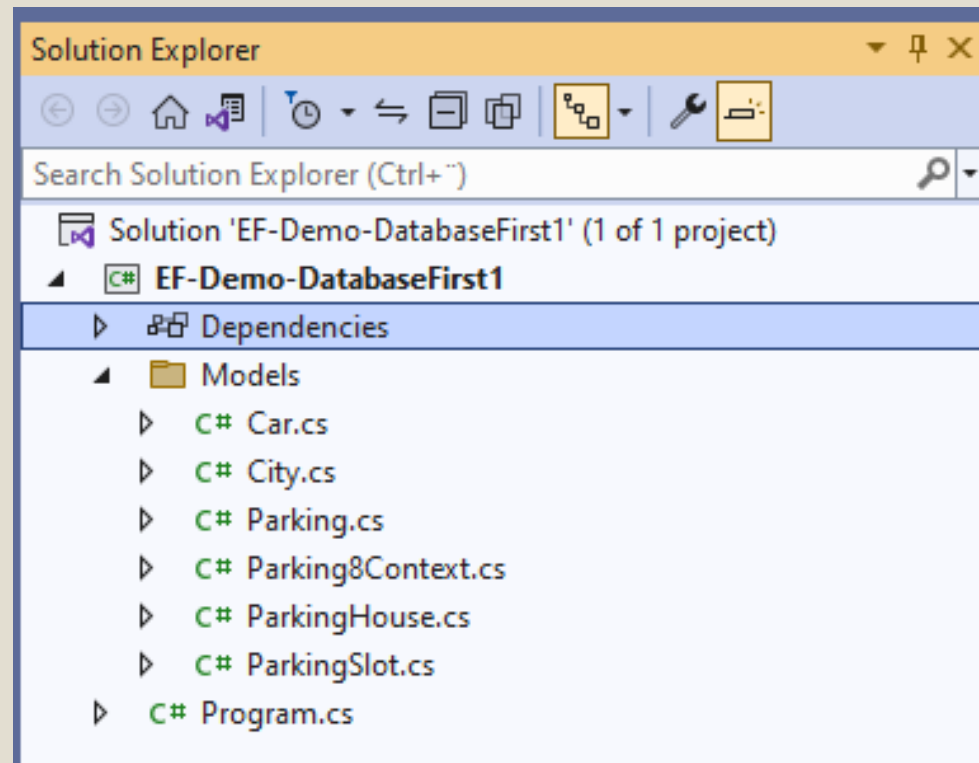 Solution Explorer
Search Solution Explorer (Ctrl+¨)
Solution 'EF-Demo-DatabaseFirst1' (1 of 1 project)
C# EF-Demo-DatabaseFirst1
Dependencies
Models
C# Car.cs
C# City.cs
C# Parking.cs
C# Parking8Context.cs
C# ParkingHouse.cs
C# ParkingSlot.cs
C# Program.cs